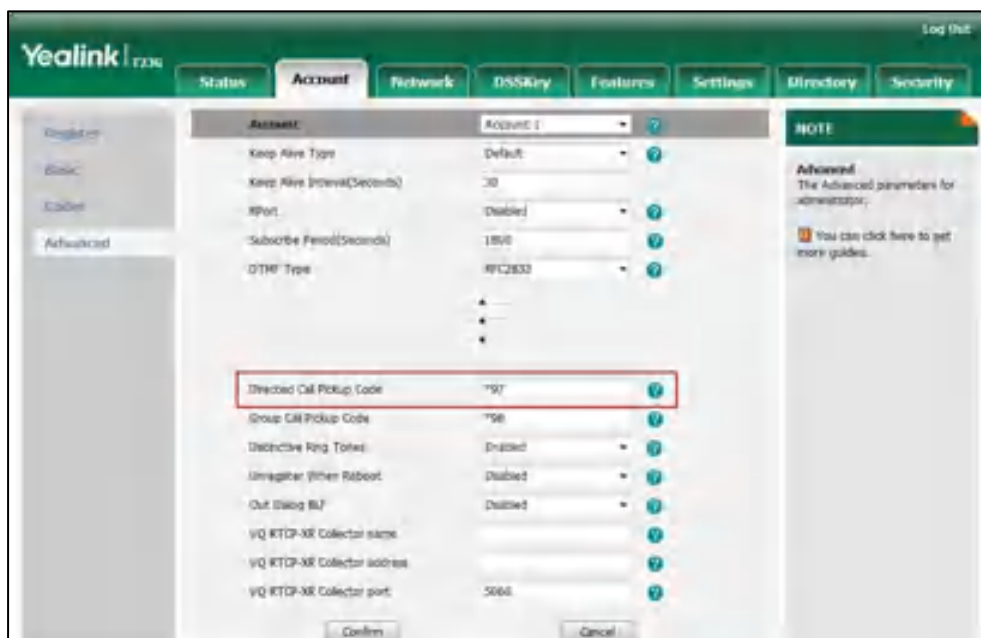 Log Out
Yealink T23G
Status Account Network DSSKey Features Settings Directory Security
Register
Basic
Codec
Advanced
Account Account 1
Keep Alive Type Default
Keep Alive Interval(Seconds) 30
RPort Disabled
Subscribe Period(Seconds) 1800
DTMF Type RFC2833
Directed Call Pickup Code *97
Group Call Pickup Code *98
Distinctive Ring Tones Enabled
Unregister When Reboot Disabled
Out Dialog BLF Disabled
VQ RTCP-XR Collector name
VQ RTCP-XR Collector address
VQ RTCP-XR Collector port 5060
Confirm Cancel
NOTE
Advanced
The Advanced parameters for
administrator.
You can click here to get
more guides.